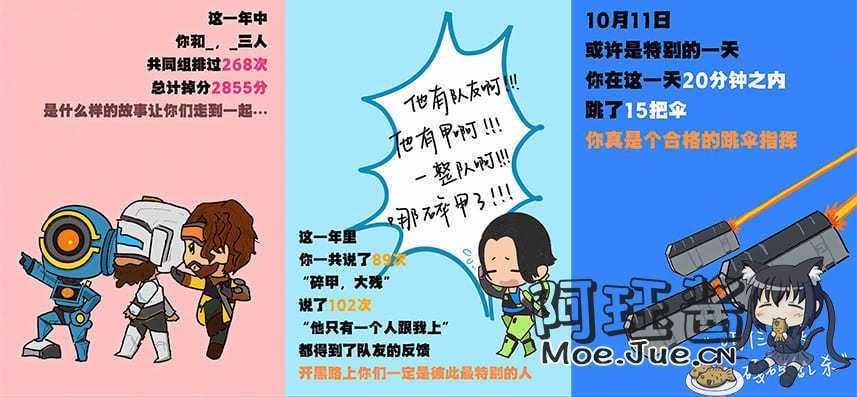 这一年中
你和_，_三人
共同组排过268次
总计掉分2855分
是什么样的故事让你们走到一起…
他有队友啊!!!
他有甲啊!!!
一整队啊!!!
哪碎甲了!!!
这一年里
你一共说了89次
“碎甲，大残”
说了102次
“他只有一个人跟我上”
都得到了队友的反馈
开黑路上你们一定是彼此最特别的人
10月11日
或许是特别的一天
你在这一天20分钟之内
跳了15把伞
你真是个合格的跳伞指挥
阿珏酱
Moe.Jue.cn
杀”